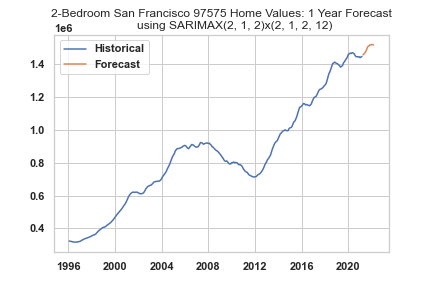 2-Bedroom San Francisco 97575 Home Values: 1 Year Forecast
using SARIMAX(2, 1, 2)x(2, 1, 2, 12)
1e6
Historical
Forecast
1.4
1.2
1.0
0.8
0.6
0.4
1996 2000 2004 2008 2012 2016 2020